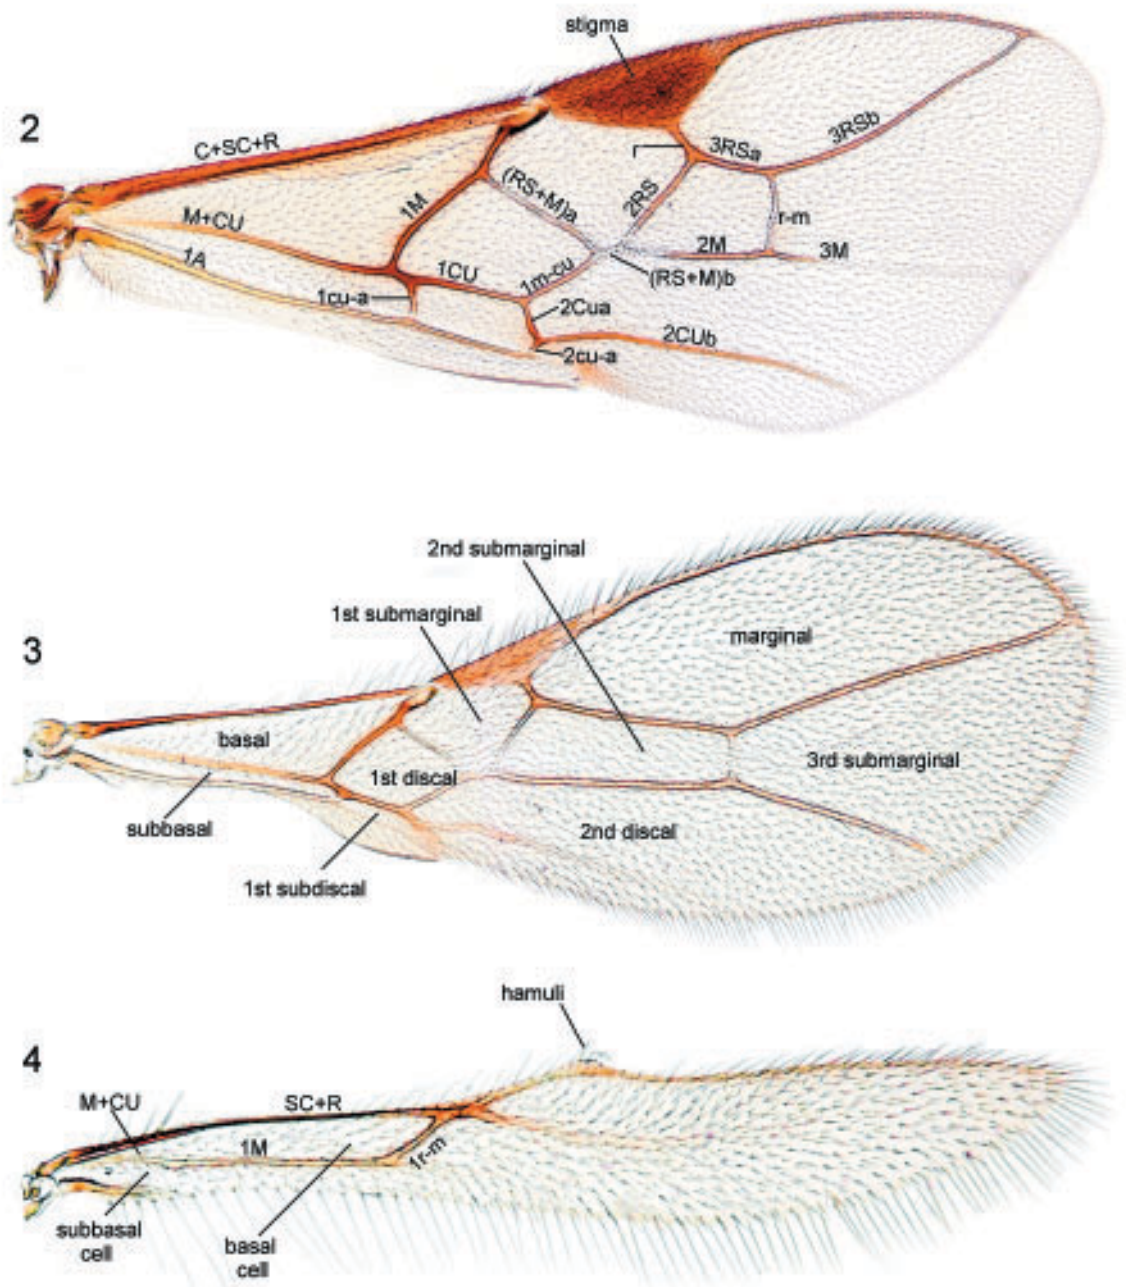 stigma
2
C+SC+R
3RSb
3RSa
r
(RS+M)a
2RS
1M
r-m
M+CU
2M
3M
1A
1CU
1m-cu
(RS+M)b
1cu-a
2Cua
2CUb
2cu-a
2nd submarginal
1st submarginal
3
marginal
basal
3rd submarginal
1st discal
subbasal
2nd discal
1st subdiscal
hamuli
4
M+CU
SC+R
1M
1r-m
subbasal
cell
basal
cell